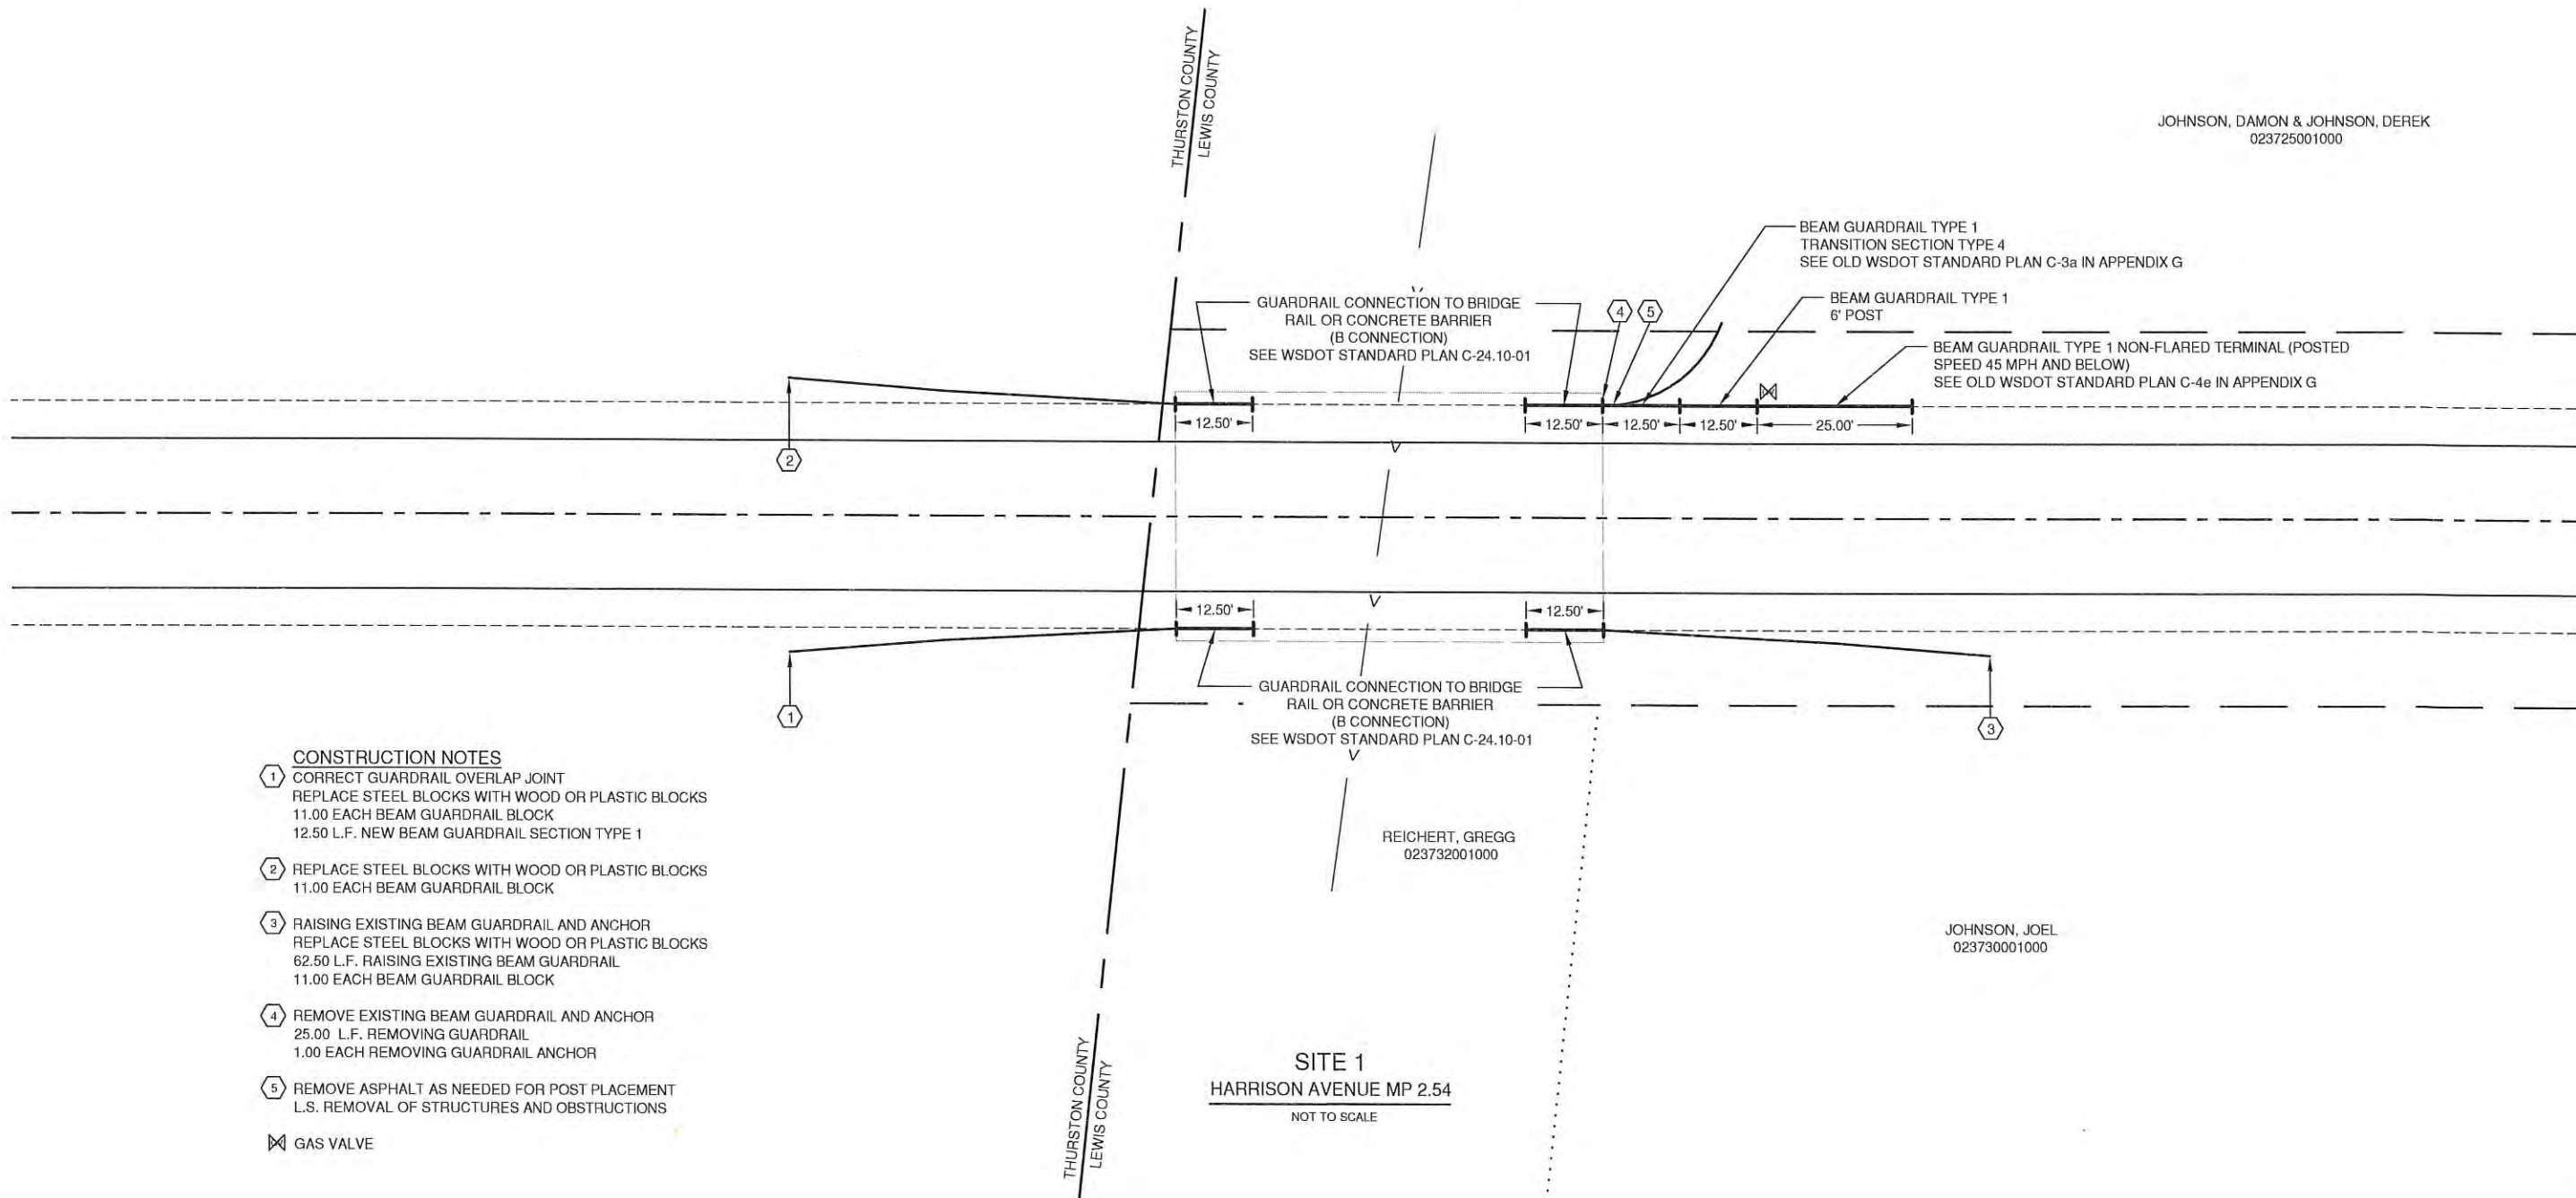 THURSTON COUNTY
LEWIS COUNTY
JOHNSON, DAMON & JOHNSON, DEREK
023725001000
BEAM GUARDRAIL TYPE 1
TRANSITION SECTION TYPE 4
SEE OLD WSDOT STANDARD PLAN C-3a IN APPENDIX G
GUARDRAIL CONNECTION TO BRIDGE
RAIL OR CONCRETE BARRIER
(B CONNECTION)
SEE WSDOT STANDARD PLAN C-24.10-01
4
5
BEAM GUARDRAIL TYPE 1
6' POST
BEAM GUARDRAIL TYPE 1 NON-FLARED TERMINAL (POSTED
SPEED 45 MPH AND BELOW)
SEE OLD WSDOT STANDARD PLAN C-4e IN APPENDIX G
12.50'
12.50'
12.50'
12.50'
25.00'
2
12.50'
12.50'
GUARDRAIL CONNECTION TO BRIDGE
RAIL OR CONCRETE BARRIER
(B CONNECTION)
SEE WSDOT STANDARD PLAN C-24.10-01
1
3
CONSTRUCTION NOTES
1 CORRECT GUARDRAIL OVERLAP JOINT
REPLACE STEEL BLOCKS WITH WOOD OR PLASTIC BLOCKS
11.00 EACH BEAM GUARDRAIL BLOCK
12.50 L.F. NEW BEAM GUARDRAIL SECTION TYPE 1
2 REPLACE STEEL BLOCKS WITH WOOD OR PLASTIC BLOCKS
11.00 EACH BEAM GUARDRAIL BLOCK
3 RAISING EXISTING BEAM GUARDRAIL AND ANCHOR
REPLACE STEEL BLOCKS WITH WOOD OR PLASTIC BLOCKS
62.50 L.F. RAISING EXISTING BEAM GUARDRAIL
11.00 EACH BEAM GUARDRAIL BLOCK
4 REMOVE EXISTING BEAM GUARDRAIL AND ANCHOR
25.00 L.F. REMOVING GUARDRAIL
1.00 EACH REMOVING GUARDRAIL ANCHOR
5 REMOVE ASPHALT AS NEEDED FOR POST PLACEMENT
L.S. REMOVAL OF STRUCTURES AND OBSTRUCTIONS
GAS VALVE
REICHERT, GREGG
023732001000
JOHNSON, JOEL
023730001000
THURSTON COUNTY
LEWIS COUNTY
SITE 1
HARRISON AVENUE MP 2.54
NOT TO SCALE